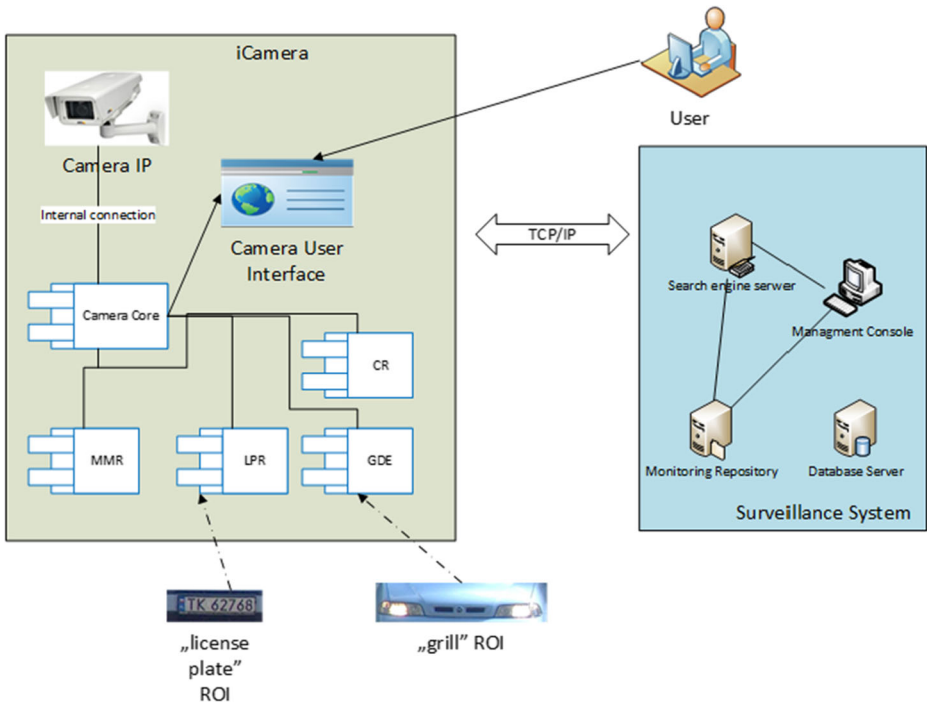 iCamera
User
Camera IP
Internal connection
Camera User
Interface
TCP/IP
Search engine serwer
Camera Core
Managment Console
CR
MMR
LPR
GDE
Monitoring Repository
Database Server
Surveillance System
TK 62768
„license
plate”
ROI
„grill” ROI